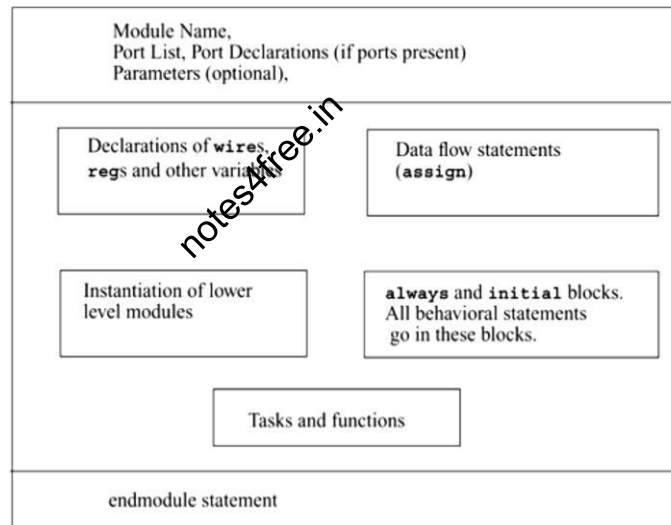 Module Name,
Port List, Port Declarations (if ports present)
Parameters (optional),
Declarations of wires,
regs and other variables
Data flow statements
(assign)
notes4free.in
Instantiation of lower
level modules
always and initial blocks.
All behavioral statements
go in these blocks.
Tasks and functions
endmodule statement